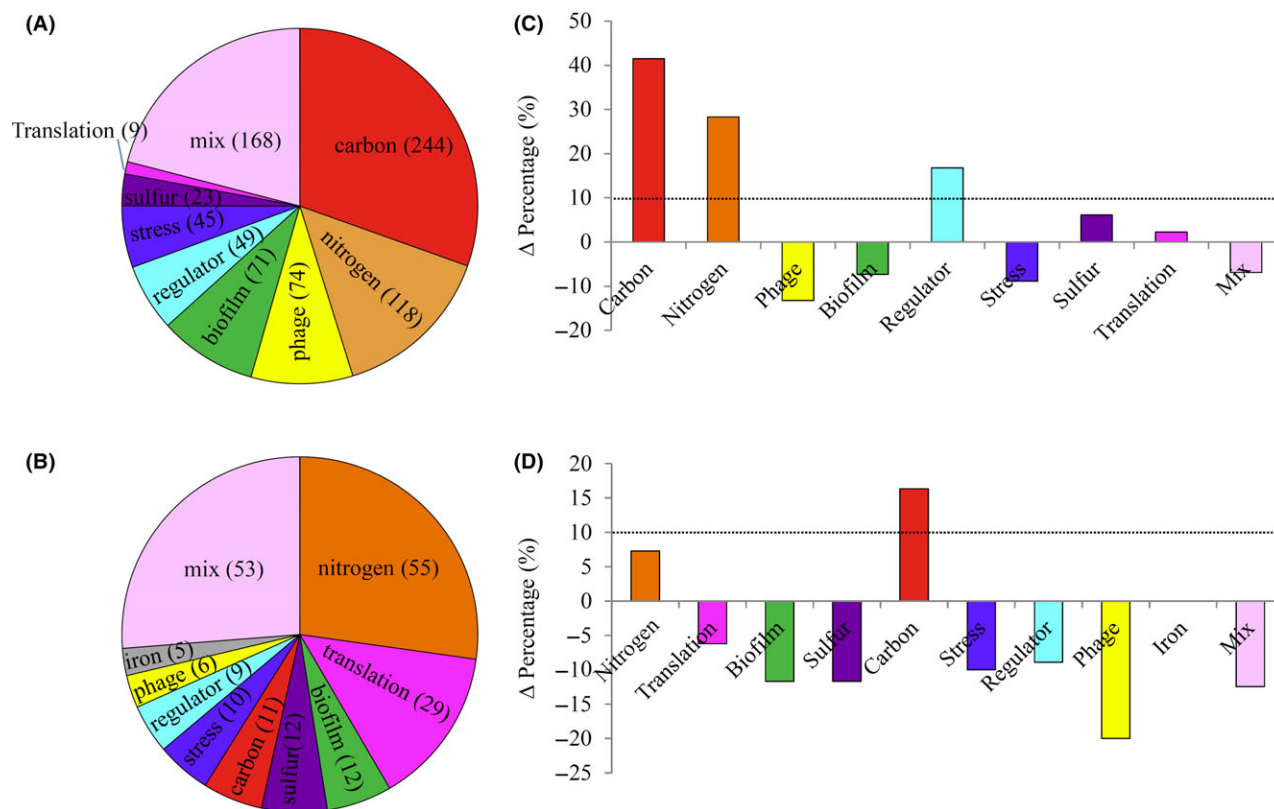 (A)
Translation (9)
mix (168)
carbon (244)
sulfur (23)
stress (45)
regulator (49)
biofilm (71)
phage (74)
nitrogen (118)
(C)
Δ Percentage (%)
50
40
30
20
10
0
−10
−20
Carbon
Nitrogen
Phage
Biofilm
Regulator
Stress
Sulfur
Translation
Mix
(B)
mix (53)
nitrogen (55)
iron (5)
phage (6)
regulator (9)
stress (10)
carbon (11)
sulfur(12)
biofilm (12)
translation (29)
(D)
Δ Percentage (%)
20
15
10
5
0
−5
−10
−15
−20
−25
Nitrogen
Translation
Biofilm
Sulfur
Carbon
Stress
Regulator
Phage
Iron
Mix